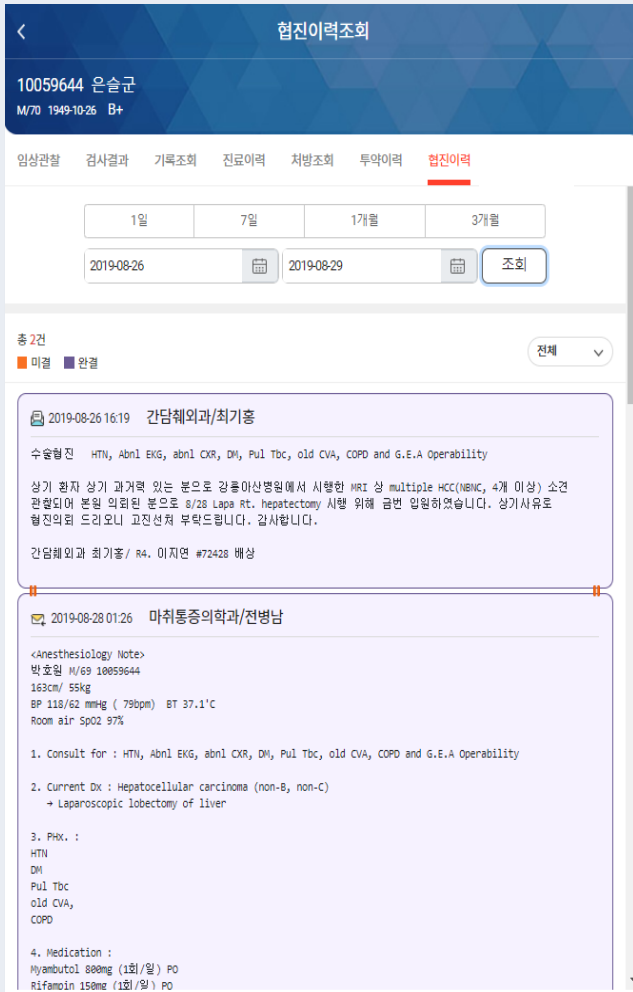 협진이력조회
10059644 은슬군
M/70 1949-10-26 B+
임상관찰 검사결과 기록조회 진료이력 처방조회 투약이력 협진이력
1일 7일 1개월 3개월
2019-08-26 2019-08-29 조회
총 2건
전체
미결 완결
2019-08-26 16:19 간담췌외과/최기홍
수술협진 HTN, Abnl EKG, abnl CXR, DM, Pul Tbc, old CVA, COPD and G.E.A Operability
상기 환자 상기 과거력 있는 분으로 강릉아산병원에서 시행한 MRI 상 multiple HCC(NBNC, 4개 이상) 소견
관찰되어 본원 의뢰된 분으로 8/28 Lapa Rt. hepatectomy 시행 위해 금번 입원하였습니다. 상기사유로
협진의뢰 드리오니 고진선처 부탁드립니다. 감사합니다.
간담췌외과 최기홍/ R4. 이지연 #72428 배상
2019-08-28 01:26 마취통증의학과/전병남
<Anesthesiology Note>
박호원 M/69 10059644
163cm/ 55kg
BP 118/62 mmHg ( 79bpm) BT 37.1'C
Room air SpO2 97%
1. Consult for : HTN, Abnl EKG, abnl CXR, DM, Pul Tbc, old CVA, COPD and G.E.A Operability
2. Current Dx : Hepatocellular carcinoma (non-B, non-C)
→ Laparoscopic lobectomy of liver
3. PHx. :
HTN
DM
Pul Tbc
old CVA,
COPD
4. Medication :
Myambutol 800mg (1회/일) PO
Rifampin 150mg (1회/일) PO